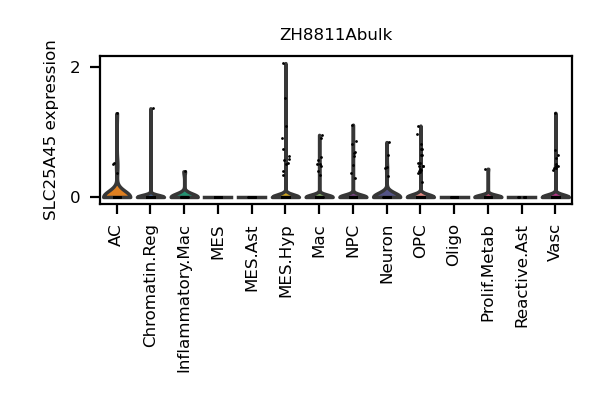 ZH8811Abulk
SLC25A45 expression
2
0
AC
Chromatin.Reg
Inflammatory.Mac
MES
MES.Ast
MES.Hyp
Mac
NPC
Neuron
OPC
Oligo
Prolif.Metab
Reactive.Ast
Vasc